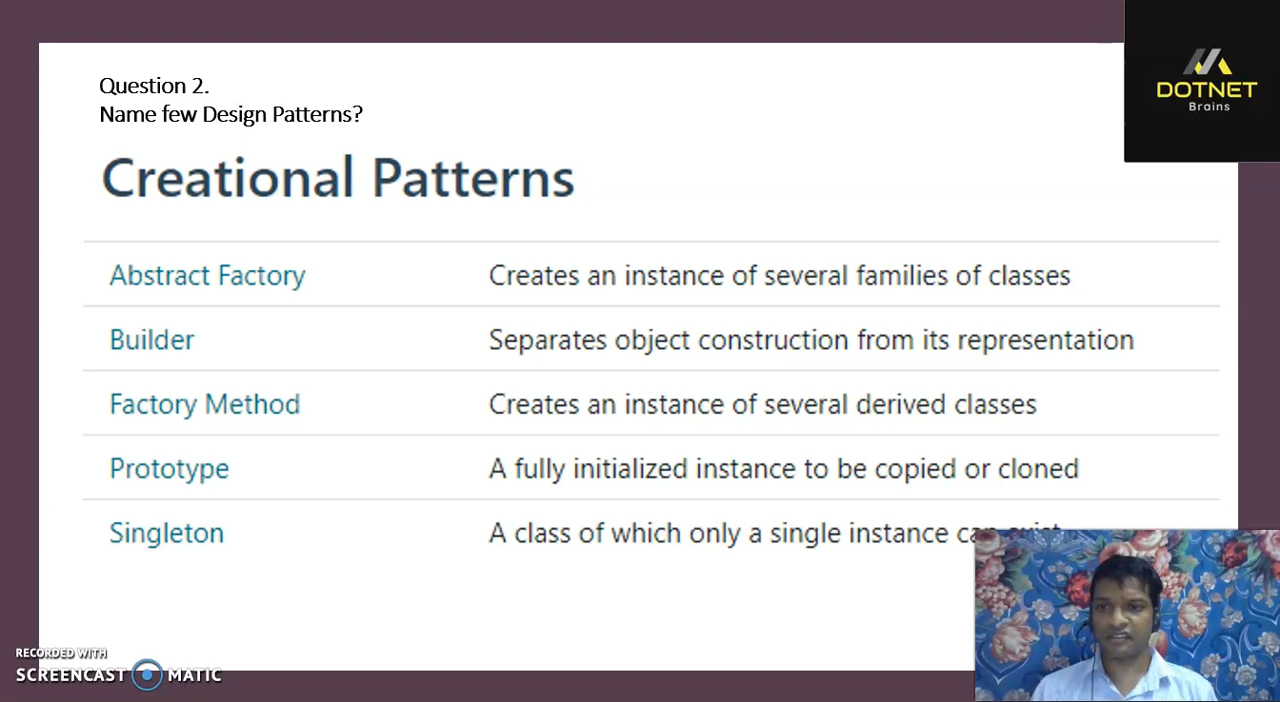 Question 2.
Name few Design Patterns?
DOTNET
Brains
Creational Patterns
Abstract Factory Creates an instance of several families of classes
Builder Separates object construction from its representation
Factory Method Creates an instance of several derived classes
Prototype A fully initialized instance to be copied or cloned
Singleton A class of which only a single instance can exist
RECORDED WITH
SCREENCAST MATIC